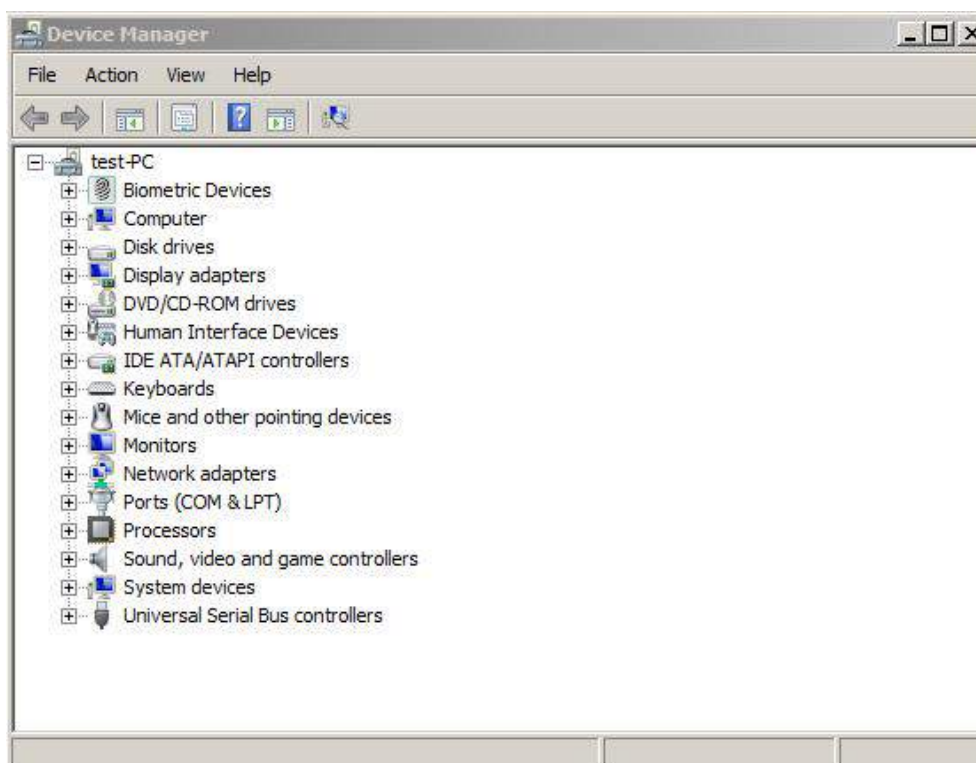 Device Manager
File Action View Help
test-PC
Biometric Devices
Computer
Disk drives
Display adapters
DVD/CD-ROM drives
Human Interface Devices
IDE ATA/ATAPI controllers
Keyboards
Mice and other pointing devices
Monitors
Network adapters
Ports (COM & LPT)
Processors
Sound, video and game controllers
System devices
Universal Serial Bus controllers